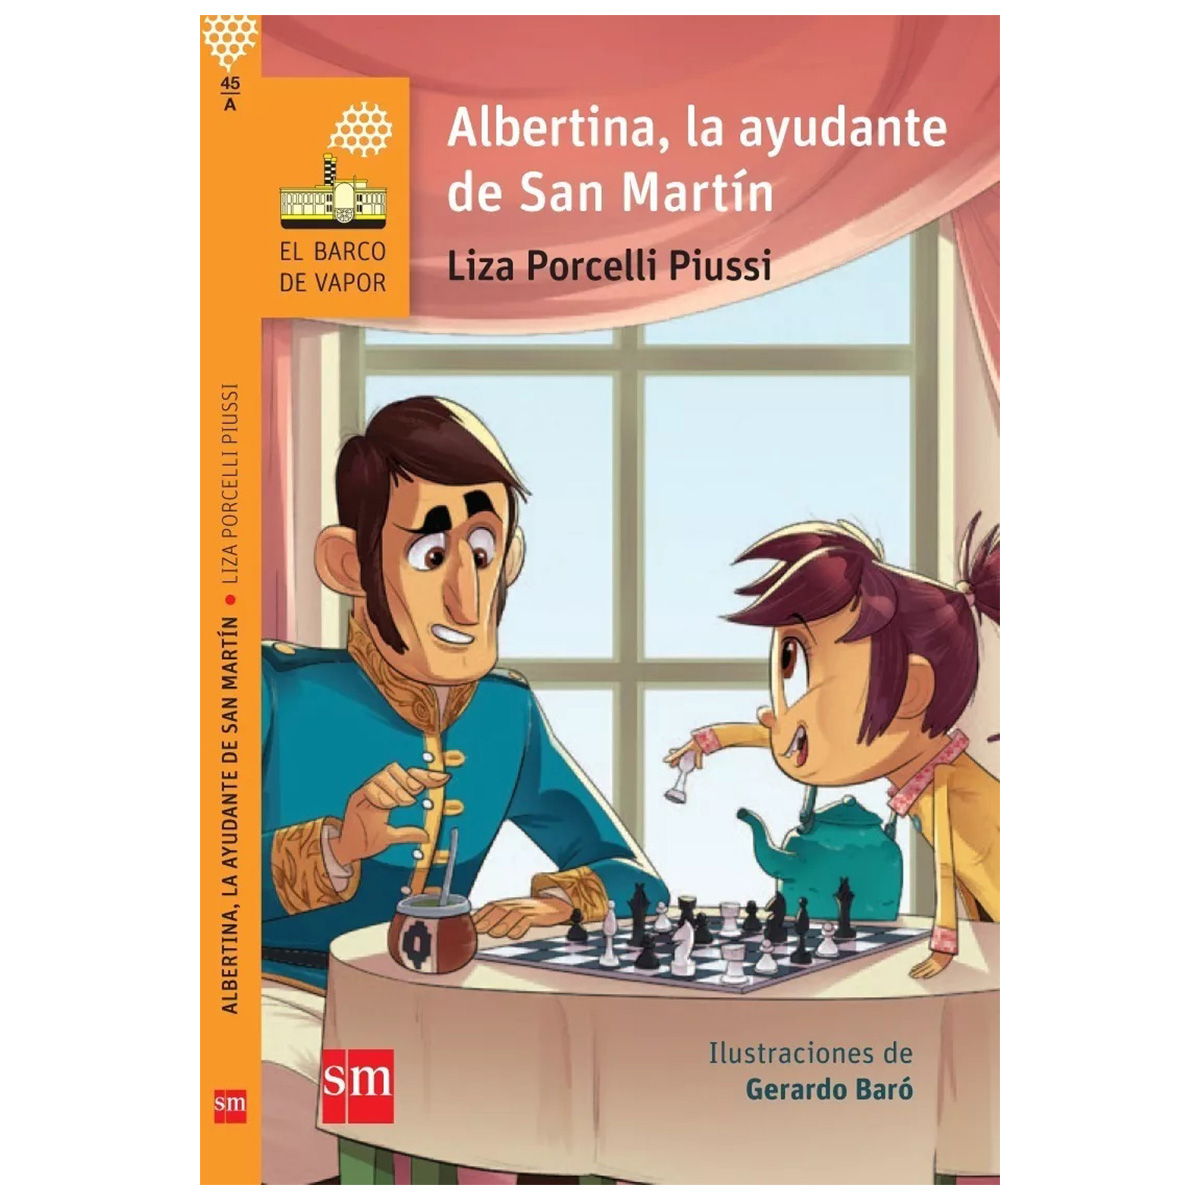 45
A
EL BARCO
DE VAPOR
Albertina, la ayudante
de San Martín
Liza Porcelli Piussi
ALBERTINA, LA AYUDANTE DE SAN MARTÍN • LIZA PORCELLI PIUSSI
sm
sm
Ilustraciones de
Gerardo Baró